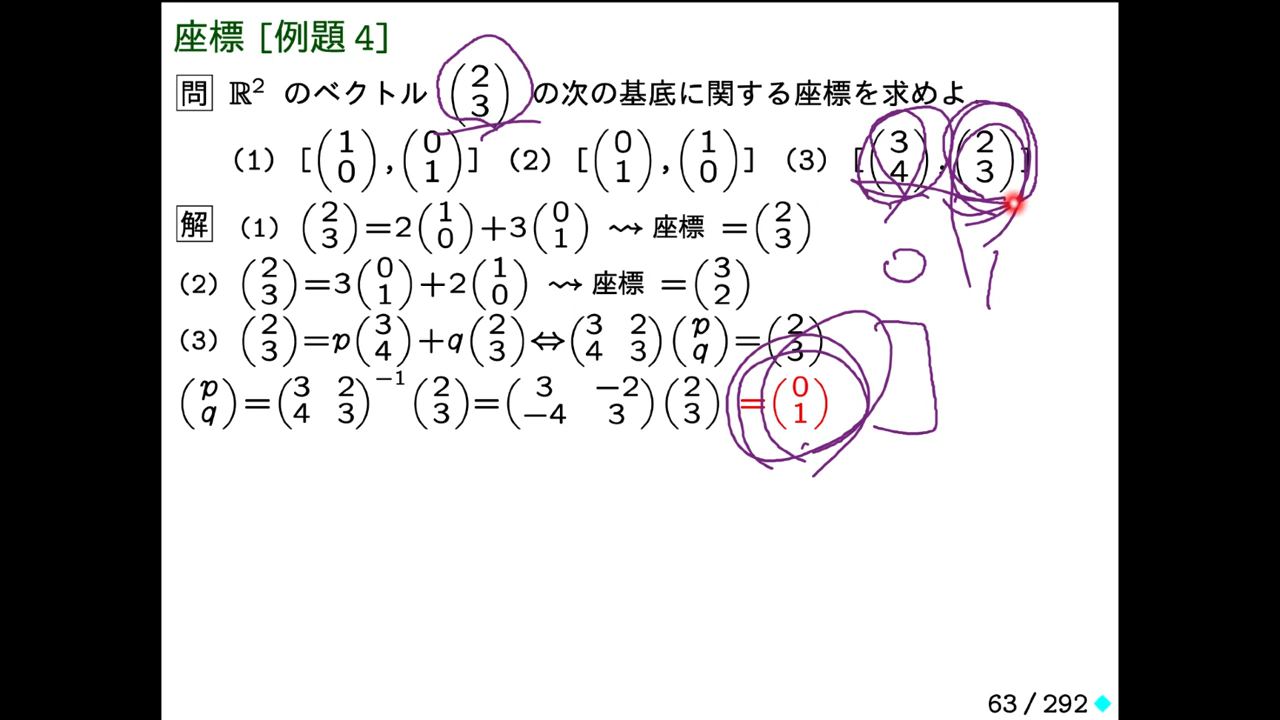 座標 [例題 4]
問 ℝ² のベクトル (2 3) の次の基底に関する座標を求めよ
(1) [(1 0), (0 1)] (2) [(0 1), (1 0)] (3) [(3 4), (2 3)]
解 (1) (2 3)=2(1 0)+3(0 1) ⇝ 座標 =(2 3)
0 1
(2) (2 3)=3(0 1)+2(1 0) ⇝ 座標 =(3 2)
(3) (2 3)=p(3 4)+q(2 3)⇔(3 2 4 3)(p q)=(2 3)
(p q)=(3 2 4 3)⁻¹(2 3)=(3 −2 −4 3)(2 3)=(0 1)
63 / 292